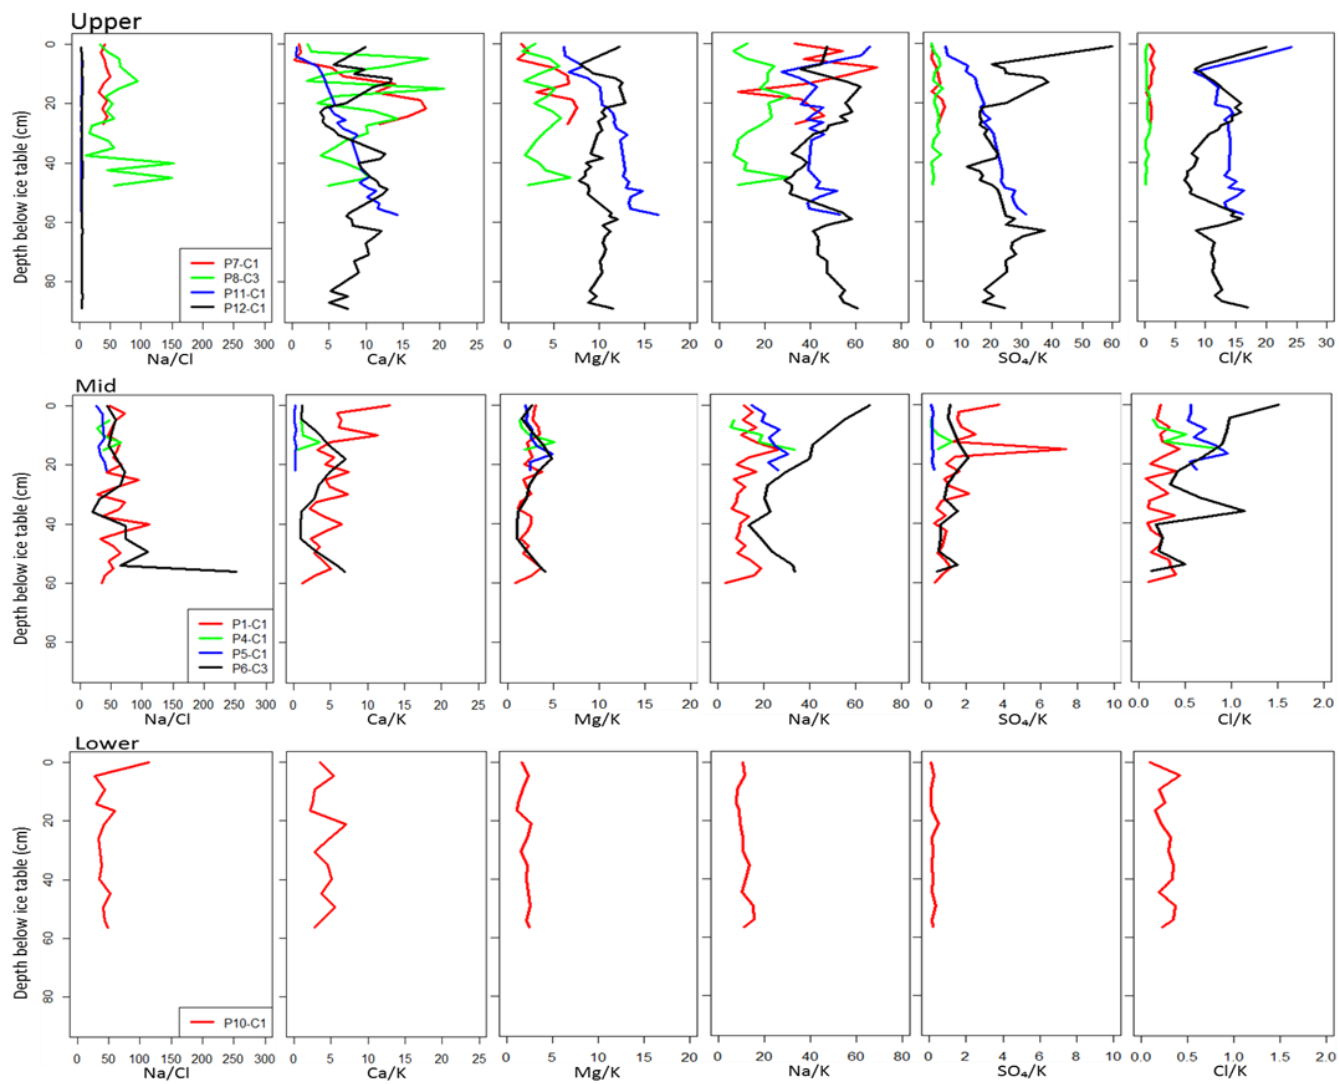 Upper
Depth below ice table (cm)
0 20 40 60 80
P7-C1
P8-C3
P11-C1
P12-C1
0 50 100 150 200 250 300
0 5 10 15 20 25
0 5 10 15 20
0 20 40 60 80
0 10 20 30 40 50 60
0 5 10 15 20 25 30
Na/Cl Ca/K Mg/K Na/K SO₄/K Cl/K
Mid
Depth below ice table (cm)
0 20 40 60 80
P1-C1
P4-C1
P5-C1
P6-C3
0 50 100 150 200 250 300
0 5 10 15 20 25
0 5 10 15 20
0 20 40 60 80
0 2 4 6 8 10
0.0 0.5 1.0 1.5 2.0
Na/Cl Ca/K Mg/K Na/K SO₄/K Cl/K
Lower
Depth below ice table (cm)
0 20 40 60 80
P10-C1
0 50 100 150 200 250 300
0 5 10 15 20 25
0 5 10 15 20
0 20 40 60 80
0 2 4 6 8 10
0.0 0.5 1.0 1.5 2.0
Na/Cl Ca/K Mg/K Na/K SO₄/K Cl/K